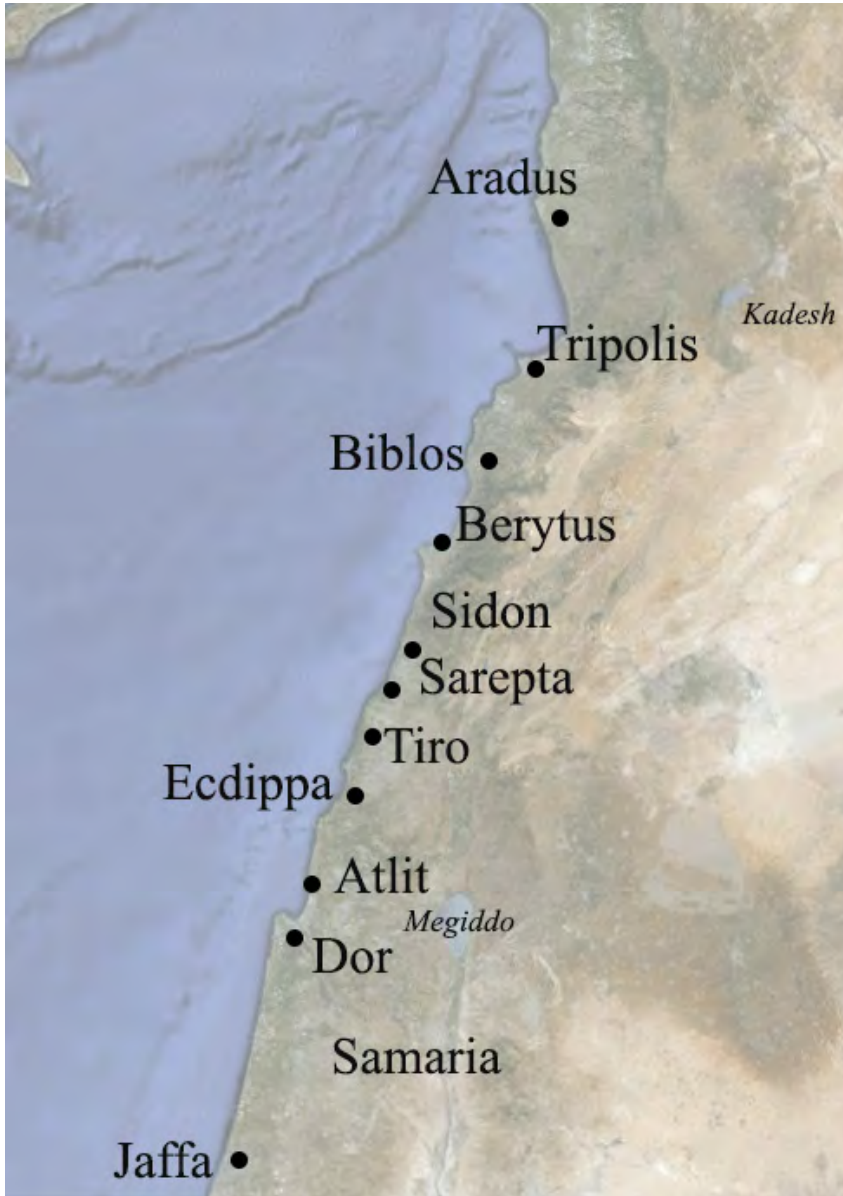 Aradus
Kadesh
Tripolis
Biblos
Berytus
Sidon
Sarepta
Tiro
Ecdippa
Atlit
Megiddo
Dor
Samaria
Jaffa